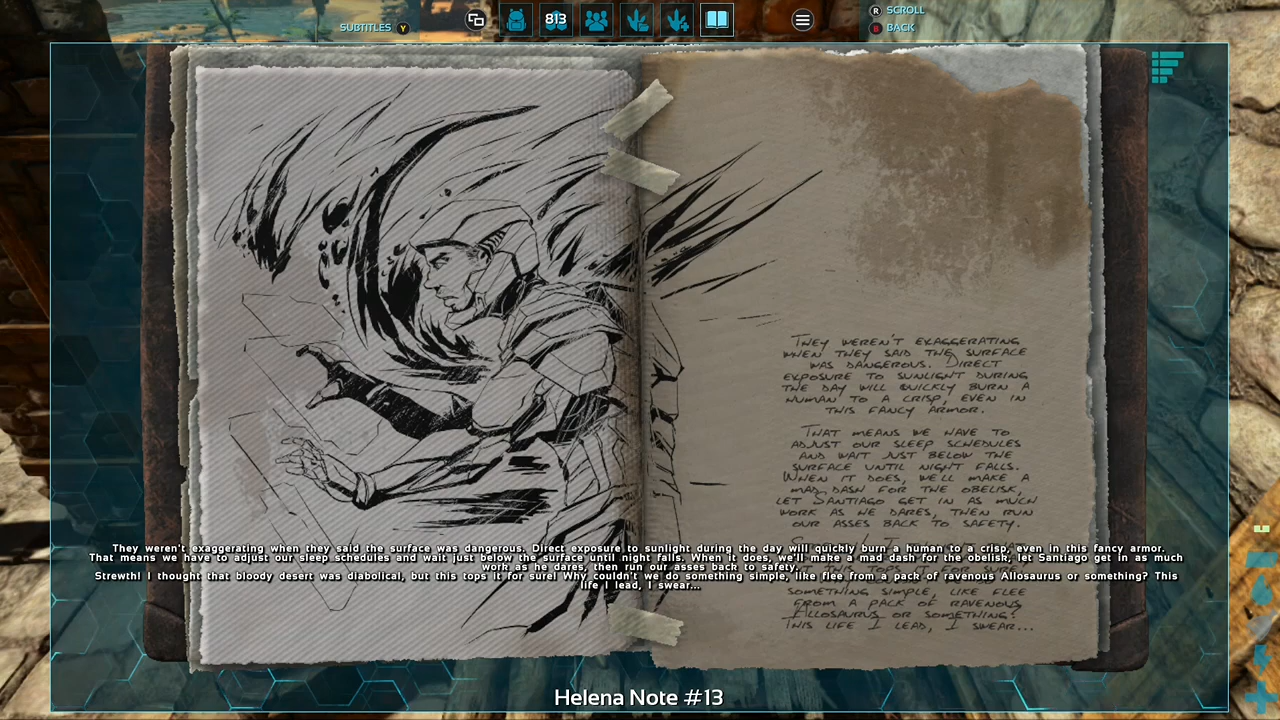 SUBTITLES Y
813
R SCROLL
B BACK
THEY WEREN'T EXAGGERATING
WHEN THEY SAID THE SURFACE
WAS DANGEROUS. DIRECT
EXPOSURE TO SUNLIGHT DURING
THE DAY WILL QUICKLY BURN A
HUMAN TO A CRISP, EVEN IN
THIS FANCY ARMOR.
THAT MEANS WE HAVE TO
ADJUST OUR SLEEP SCHEDULES
AND WAIT JUST BELOW THE
SURFACE UNTIL NIGHT FALLS.
WHEN IT DOES, WE'LL MAKE A
MAD DASH FOR THE OBELISK,
LET SANTIAGO GET IN AS MUCH
WORK AS HE DARES, THEN RUN
OUR ASSES BACK TO SAFETY.
THIS TOPS IT FOR SURE
SOMETHING SIMPLE, LIKE FLEE
FROM A PACK OF RAVENOUS
ALLOSAURUS OR SOMETHING?
THIS LIFE I LEAD, I SWEAR...
They weren't exaggerating when they said the surface was dangerous. Direct exposure to sunlight during the day will quickly burn a human to a crisp, even in this fancy armor.
That means we have to adjust our sleep schedules and wait just below the surface until night falls. When it does, we'll make a mad dash for the obelisk, let Santiago get in as much
work as he dares, then run our asses back to safety.
Strewth! I thought that bloody desert was diabolical, but this tops it for sure! Why couldn't we do something simple, like flee from a pack of ravenous Allosaurus or something? This
life I lead, I swear...
Helena Note #13